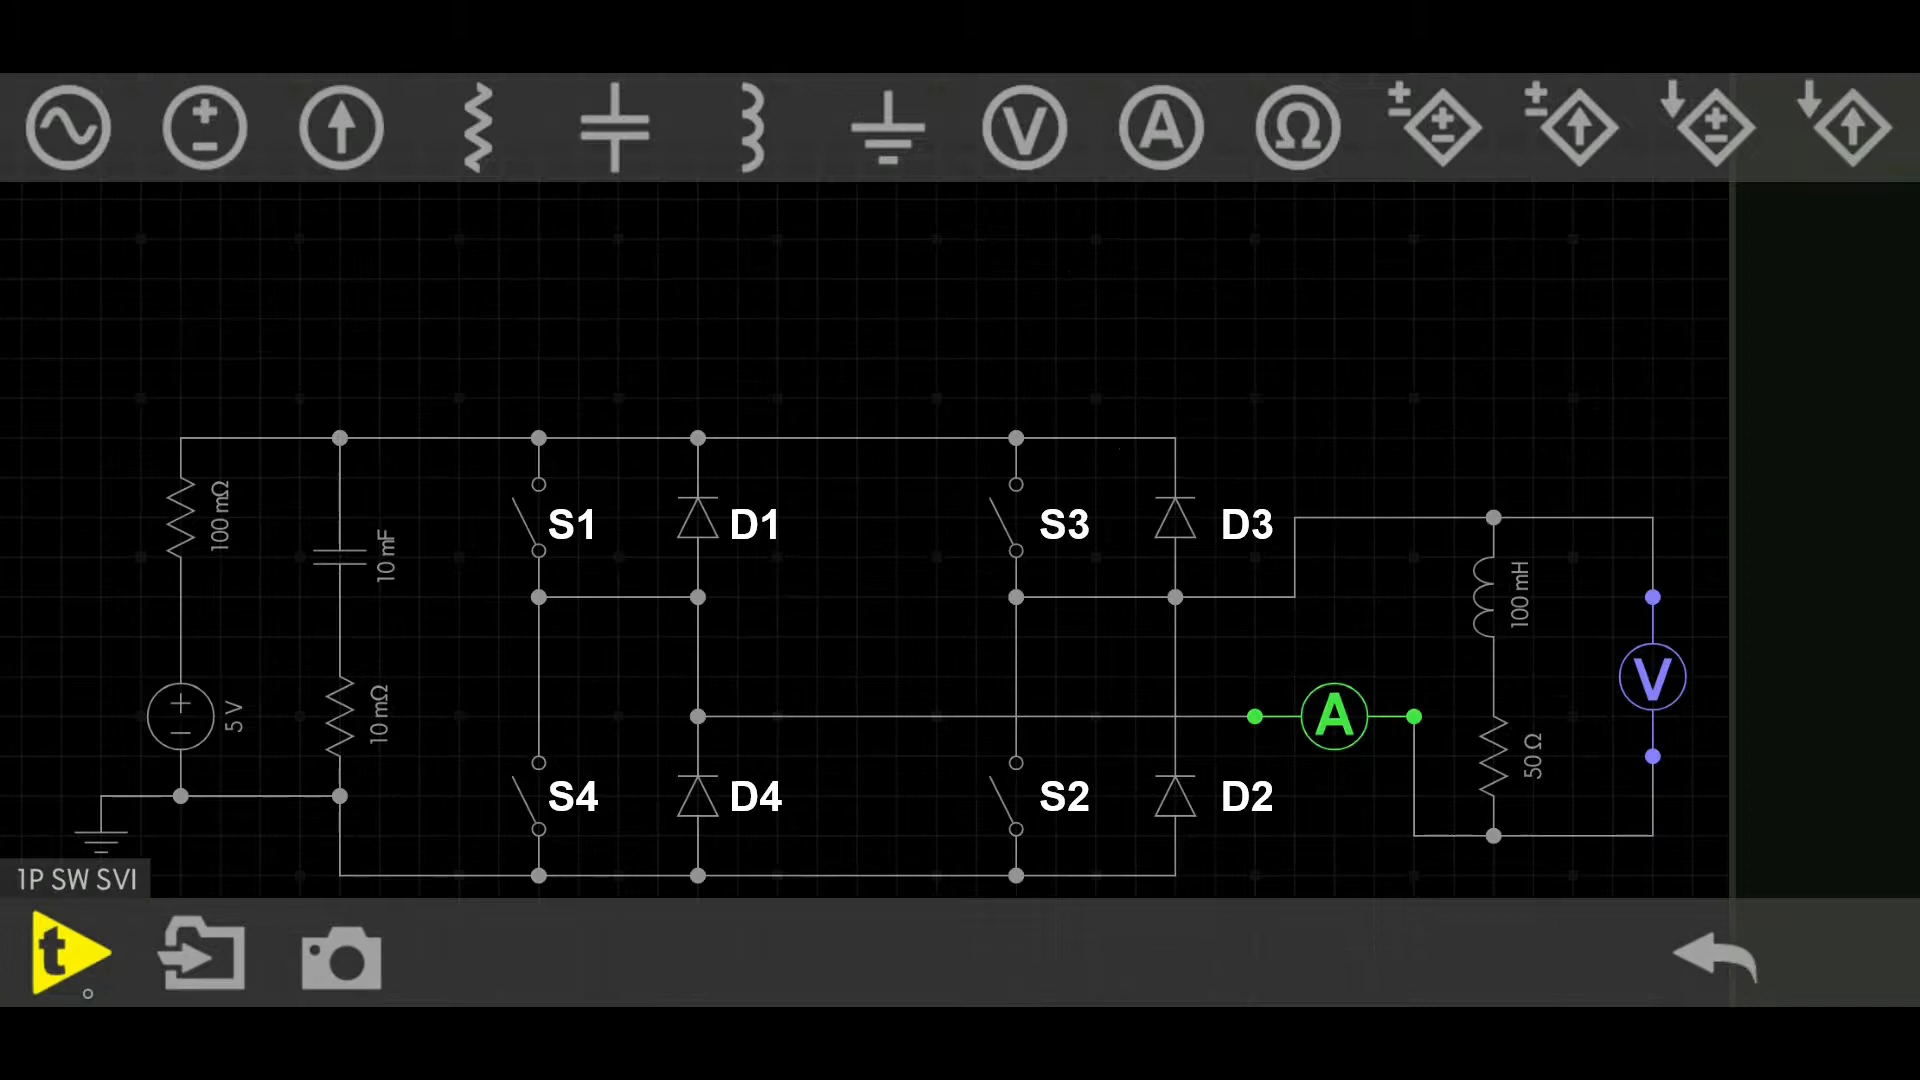 V A Ω
100 mΩ
10 mF
S1 D1 S3 D3
100 mH
5 V
10 mΩ
A
V
50 Ω
S4 D4 S2 D2
1P SW SVI
t